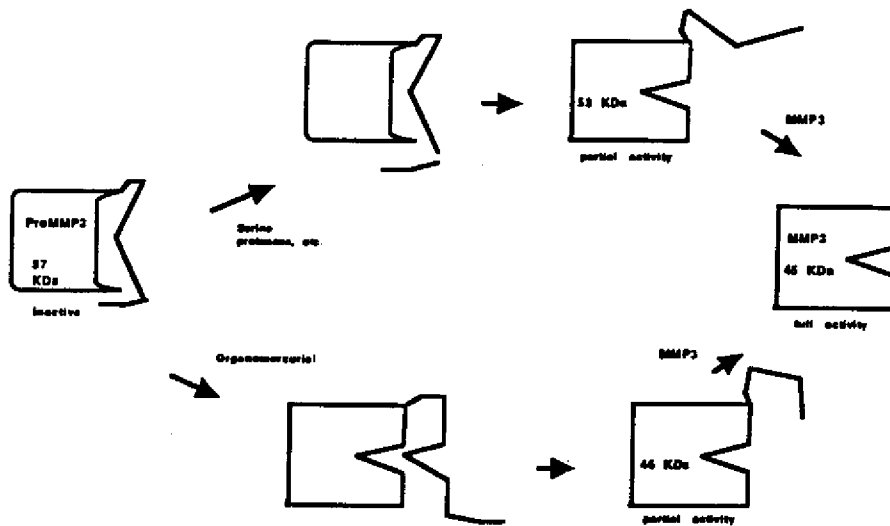 53 KDa
partial activity
MMP3
ProMMP3
57
KDa
inactive
Serine
proteases, etc.
MMP3
45 KDa
full activity
Organomercurial
MMP3
46 KDa
partial activity